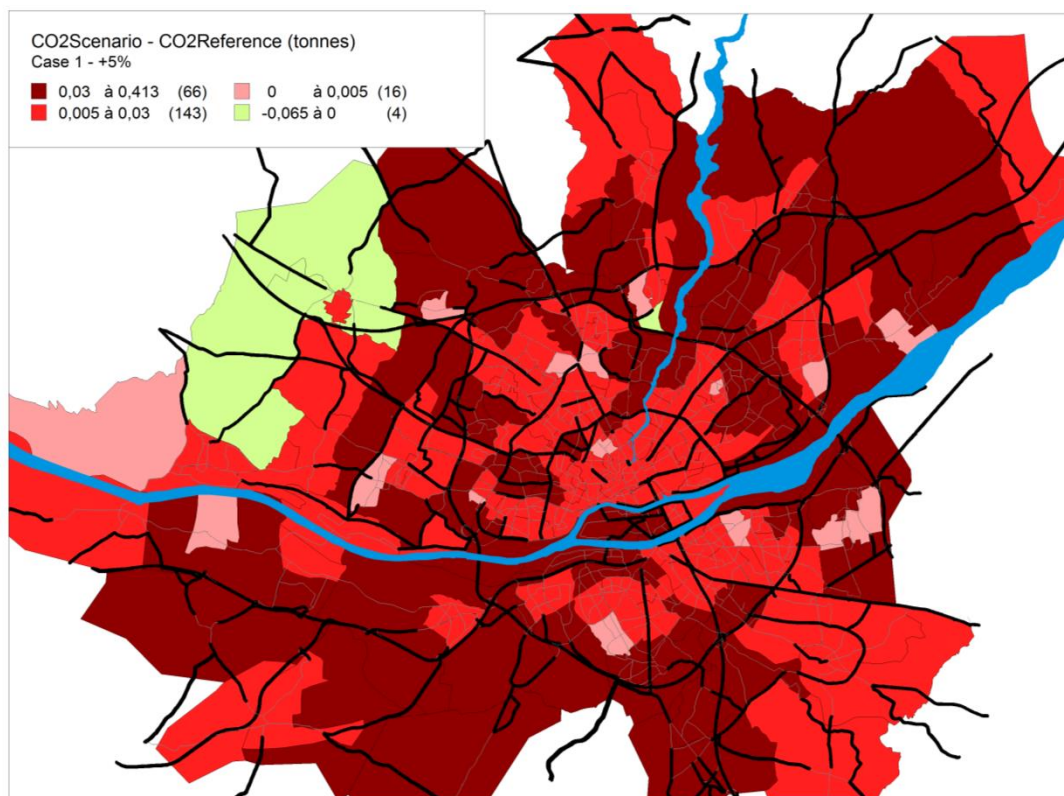 CO2Scenario - CO2Reference (tonnes)
Case 1 - +5%
0,03 à 0,413 (66) 0 à 0,005 (16)
0,005 à 0,03 (143) -0,065 à 0 (4)